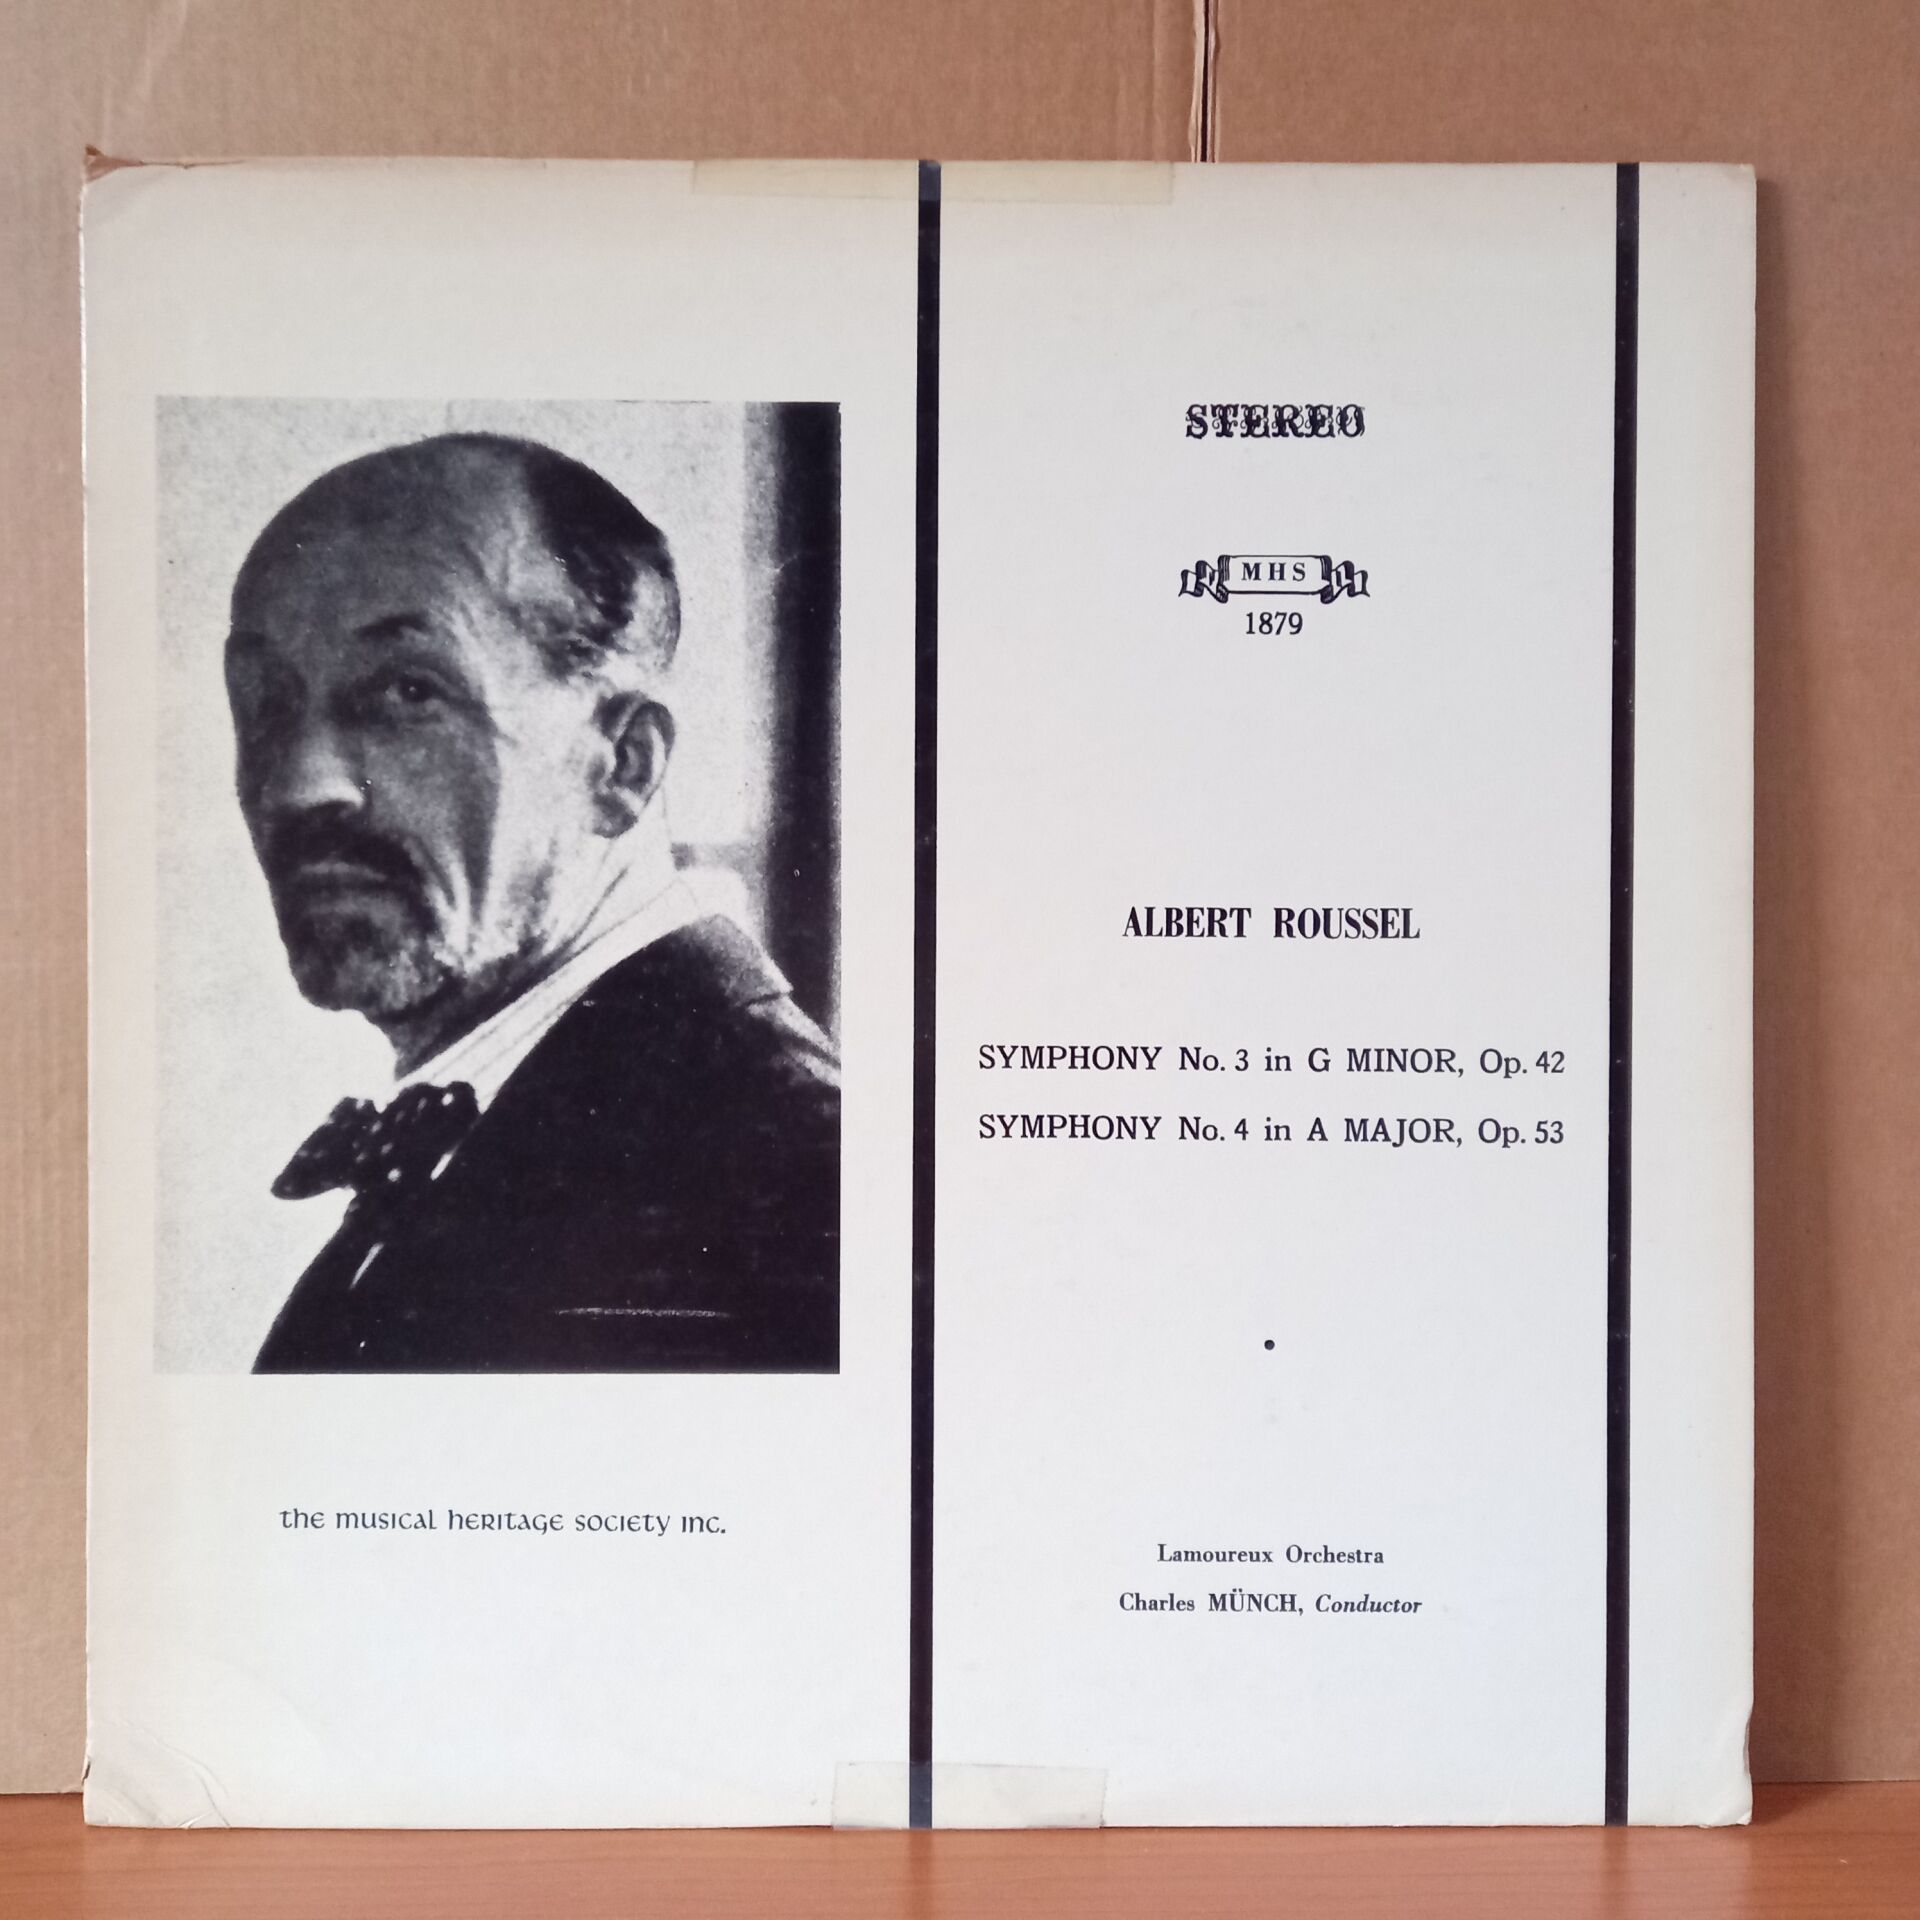 STEREO
MHS
1879
ALBERT ROUSSEL
SYMPHONY No. 3 in G MINOR, Op. 42
SYMPHONY No. 4 in A MAJOR, Op. 53
the musical heritage society inc.
Lamoureux Orchestra
Charles MÜNCH, Conductor